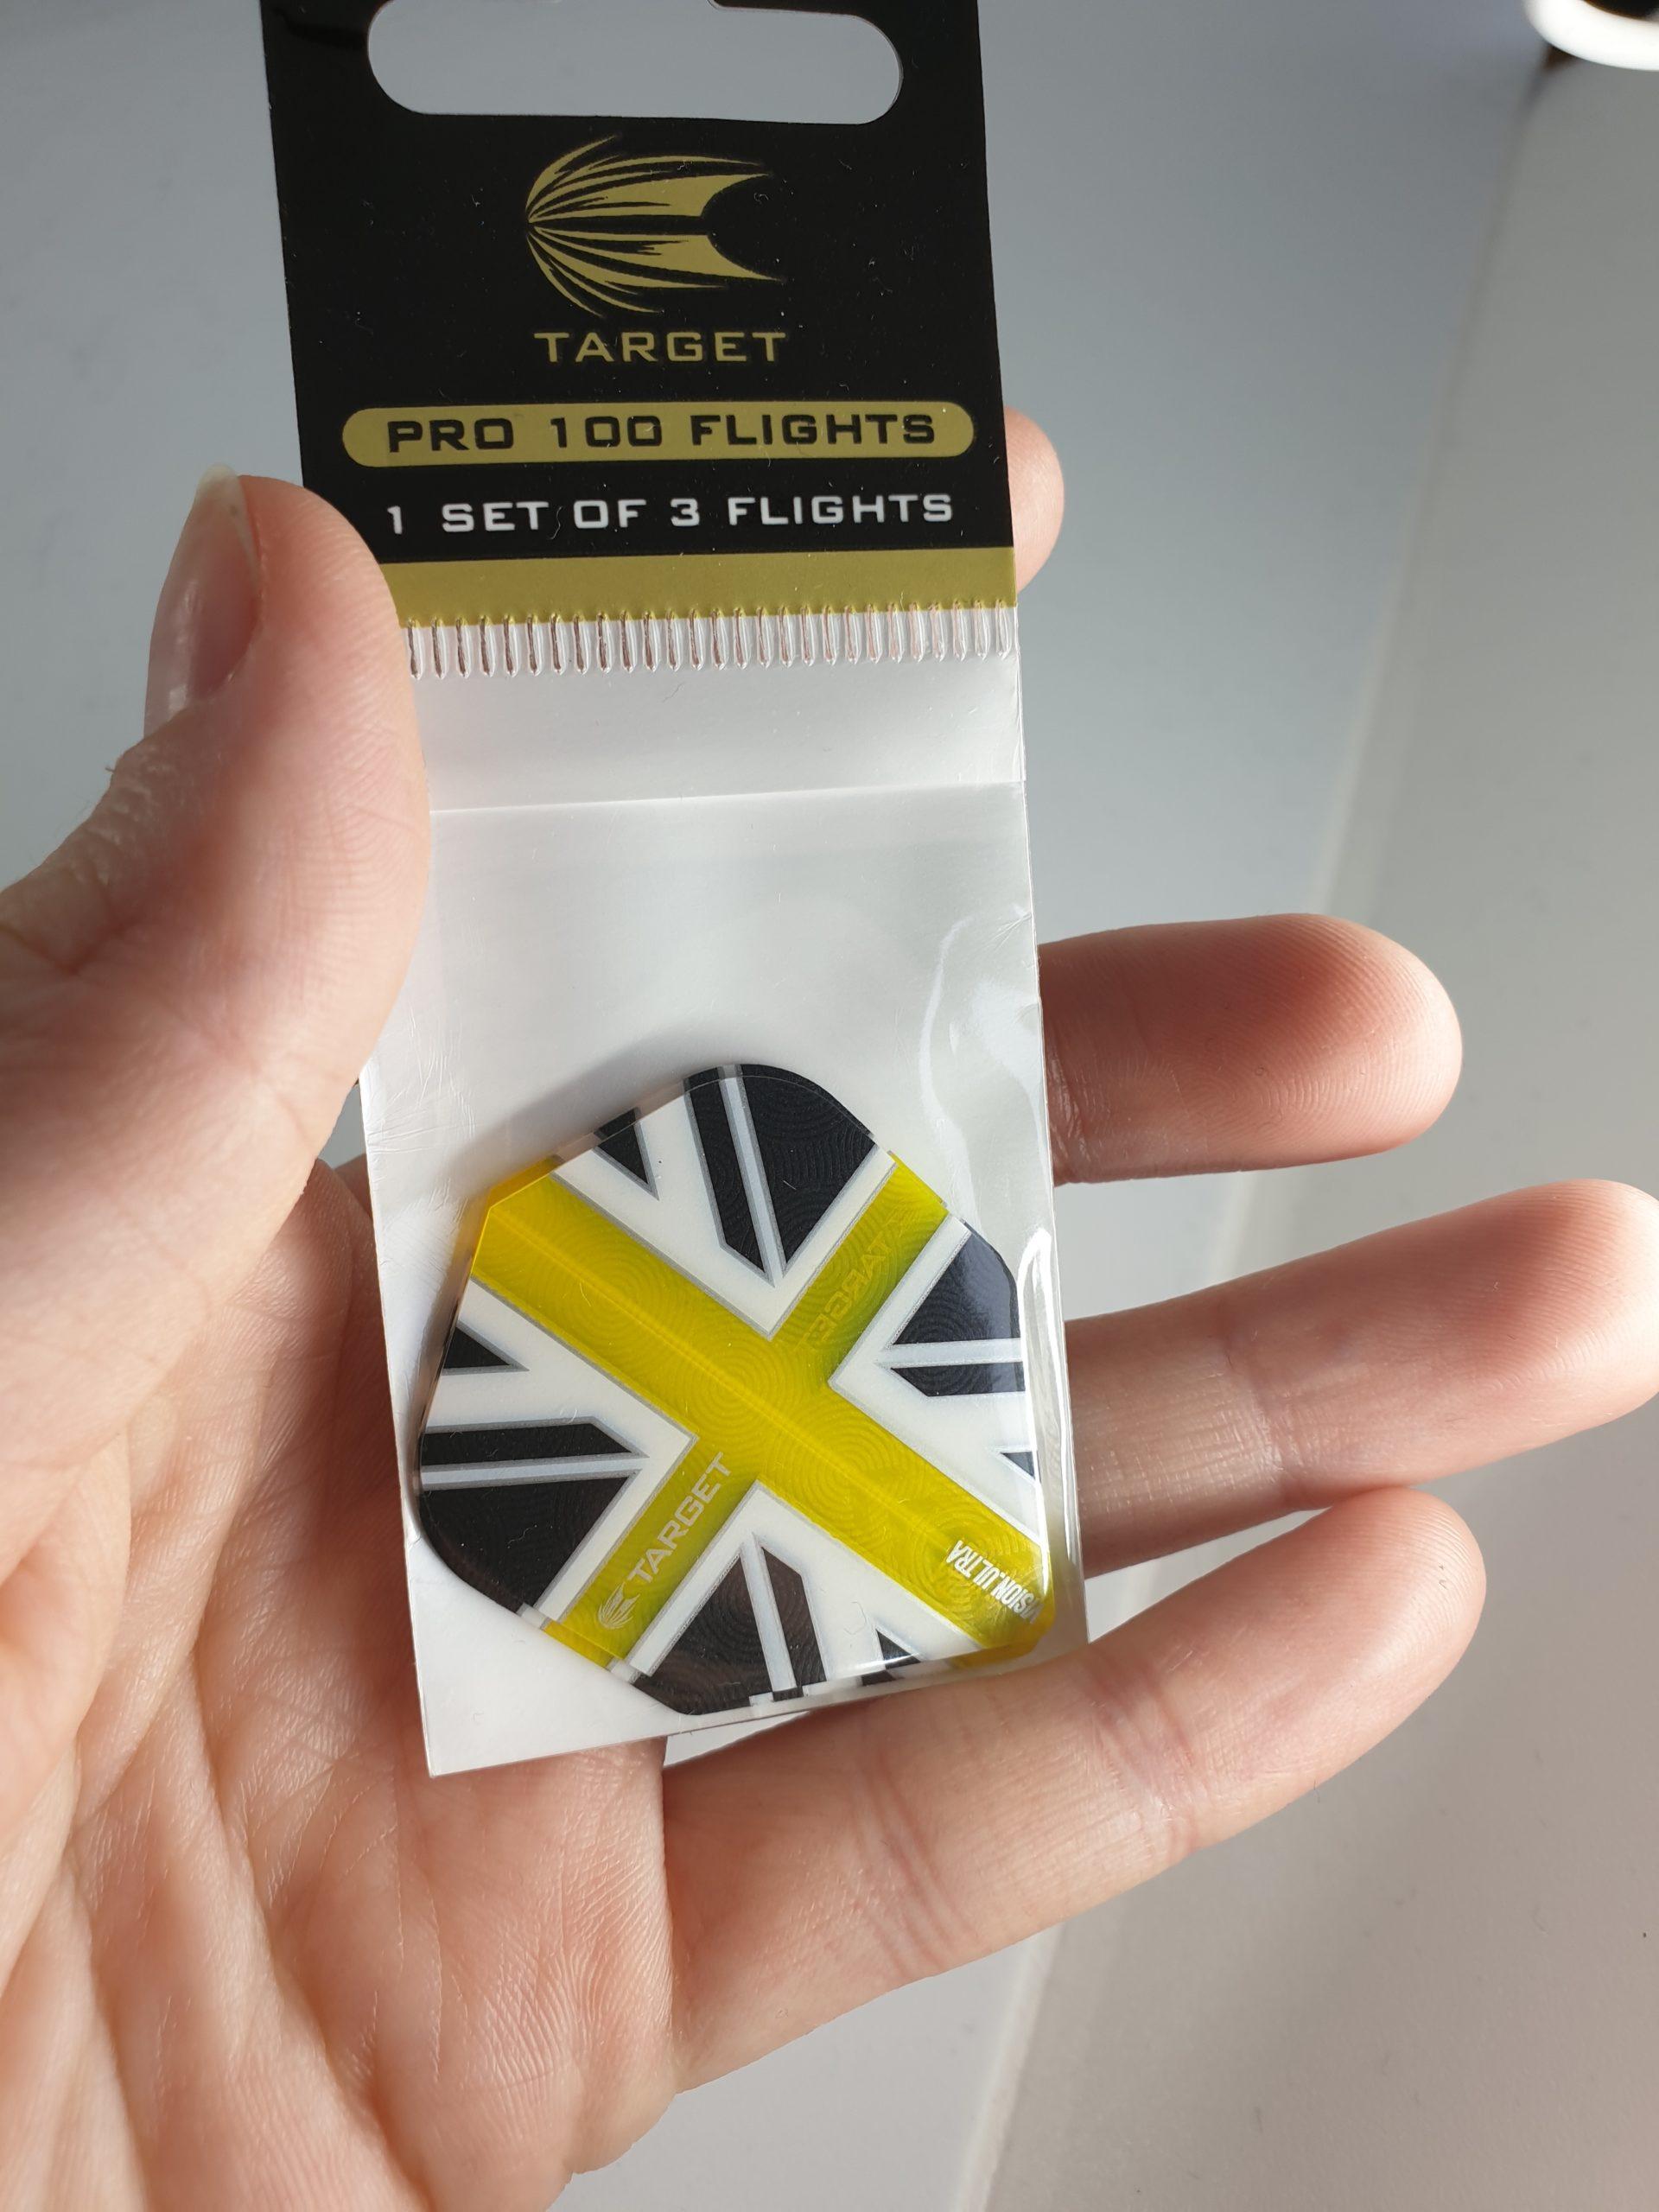 TARGET
PRO 100 FLIGHTS
1 SET OF 3 FLIGHTS
TARGET
TARGET
VISION.ULTRA